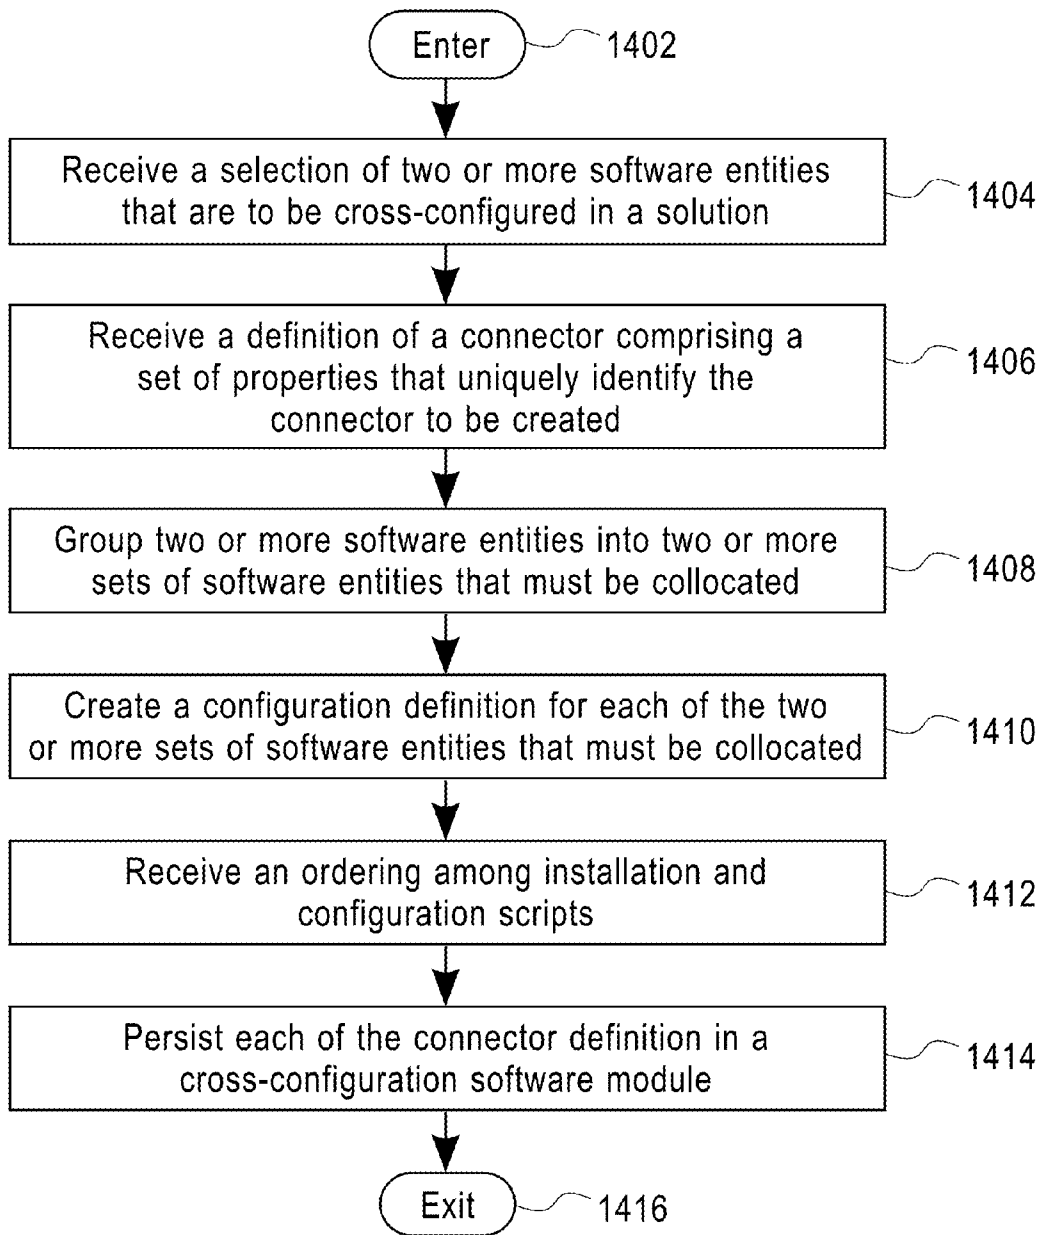 Enter
1402
Receive a selection of two or more software entities
that are to be cross-configured in a solution
1404
Receive a definition of a connector comprising a
set of properties that uniquely identify the
connector to be created
1406
Group two or more software entities into two or more
sets of software entities that must be collocated
1408
Create a configuration definition for each of the two
or more sets of software entities that must be collocated
1410
Receive an ordering among installation and
configuration scripts
1412
Persist each of the connector definition in a
cross-configuration software module
1414
Exit
1416